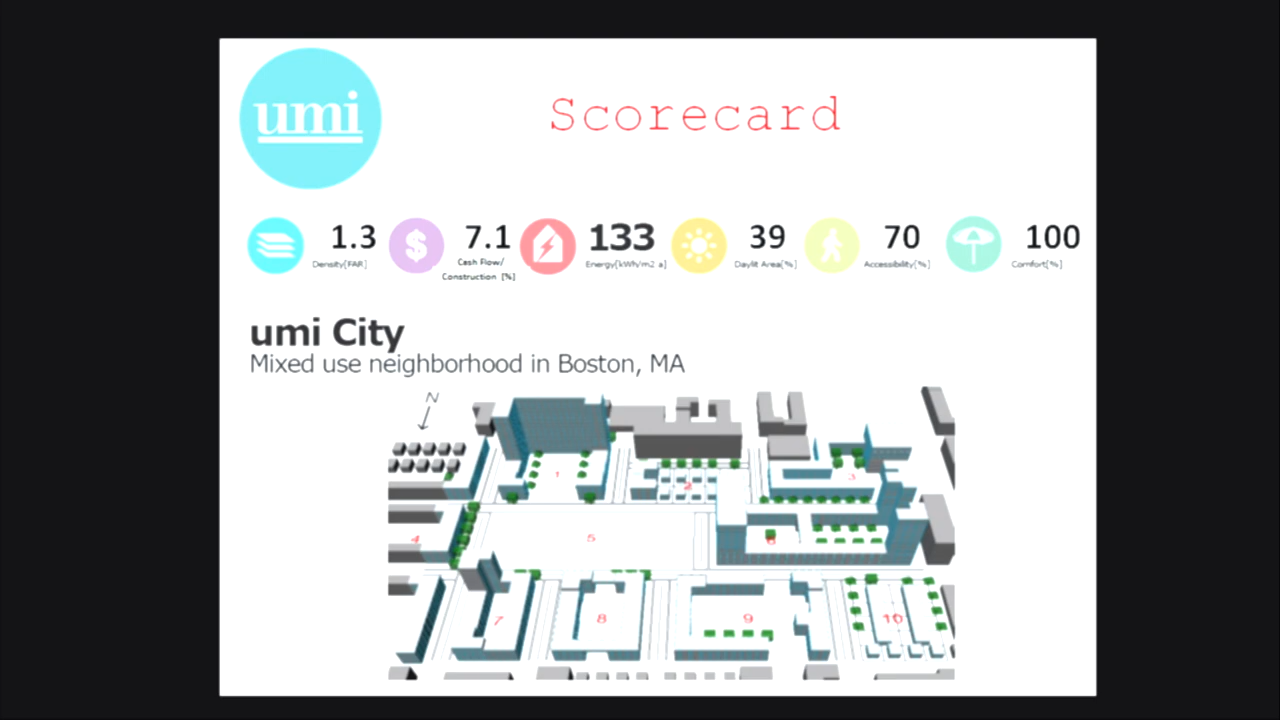 umi
Scorecard
1.3
Density[FAR]
7.1
Cash Flow/
Construction [%]
133
Energy[kWh/m2 a]
39
Daylit Area[%]
70
Accessibility[%]
100
Comfort[%]
umi City
Mixed use neighborhood in Boston, MA
N
1
2
3
4
5
6
7
8
9
10